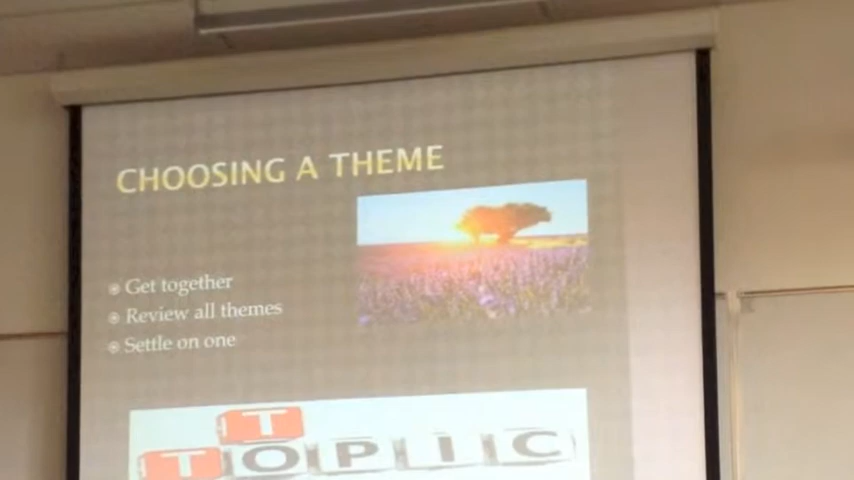 CHOOSING A THEME
Get together
Review all themes
Settle on one
T
TOPIC